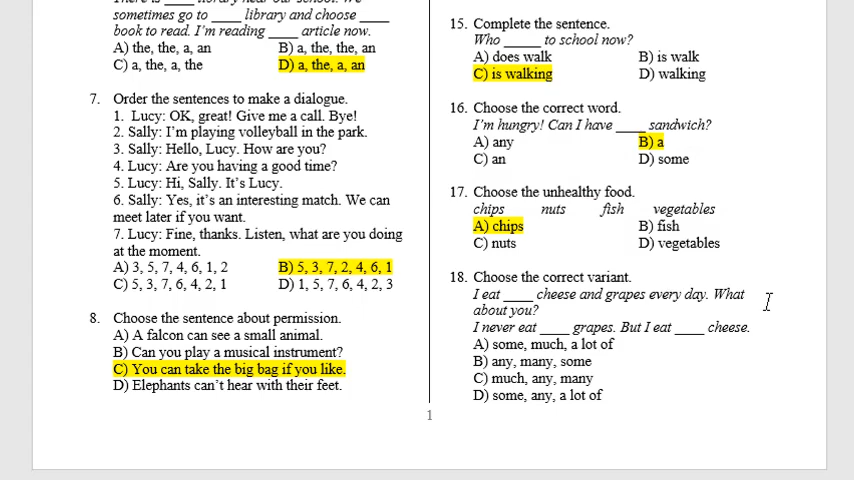 There is ____ library near our school. We
sometimes go to ____ library and choose ____
book to read. I'm reading ____ article now.
A) the, the, a, an B) a, the, the, an
C) a, the, a, the D) a, the, a, an
7. Order the sentences to make a dialogue.
1. Lucy: OK, great! Give me a call. Bye!
2. Sally: I'm playing volleyball in the park.
3. Sally: Hello, Lucy. How are you?
4. Lucy: Are you having a good time?
5. Lucy: Hi, Sally. It's Lucy.
6. Sally: Yes, it's an interesting match. We can
meet later if you want.
7. Lucy: Fine, thanks. Listen, what are you doing
at the moment.
A) 3, 5, 7, 4, 6, 1, 2 B) 5, 3, 7, 2, 4, 6, 1
C) 5, 3, 7, 6, 4, 2, 1 D) 1, 5, 7, 6, 4, 2, 3
8. Choose the sentence about permission.
A) A falcon can see a small animal.
B) Can you play a musical instrument?
C) You can take the big bag if you like.
D) Elephants can't hear with their feet.
15. Complete the sentence.
Who _____ to school now?
A) does walk B) is walk
C) is walking D) walking
16. Choose the correct word.
I'm hungry! Can I have ____ sandwich?
A) any B) a
C) an D) some
17. Choose the unhealthy food.
chips nuts fish vegetables
A) chips B) fish
C) nuts D) vegetables
18. Choose the correct variant.
I eat ____ cheese and grapes every day. What
about you?
I never eat ____ grapes. But I eat ____ cheese.
A) some, much, a lot of
B) any, many, some
C) much, any, many
D) some, any, a lot of
1